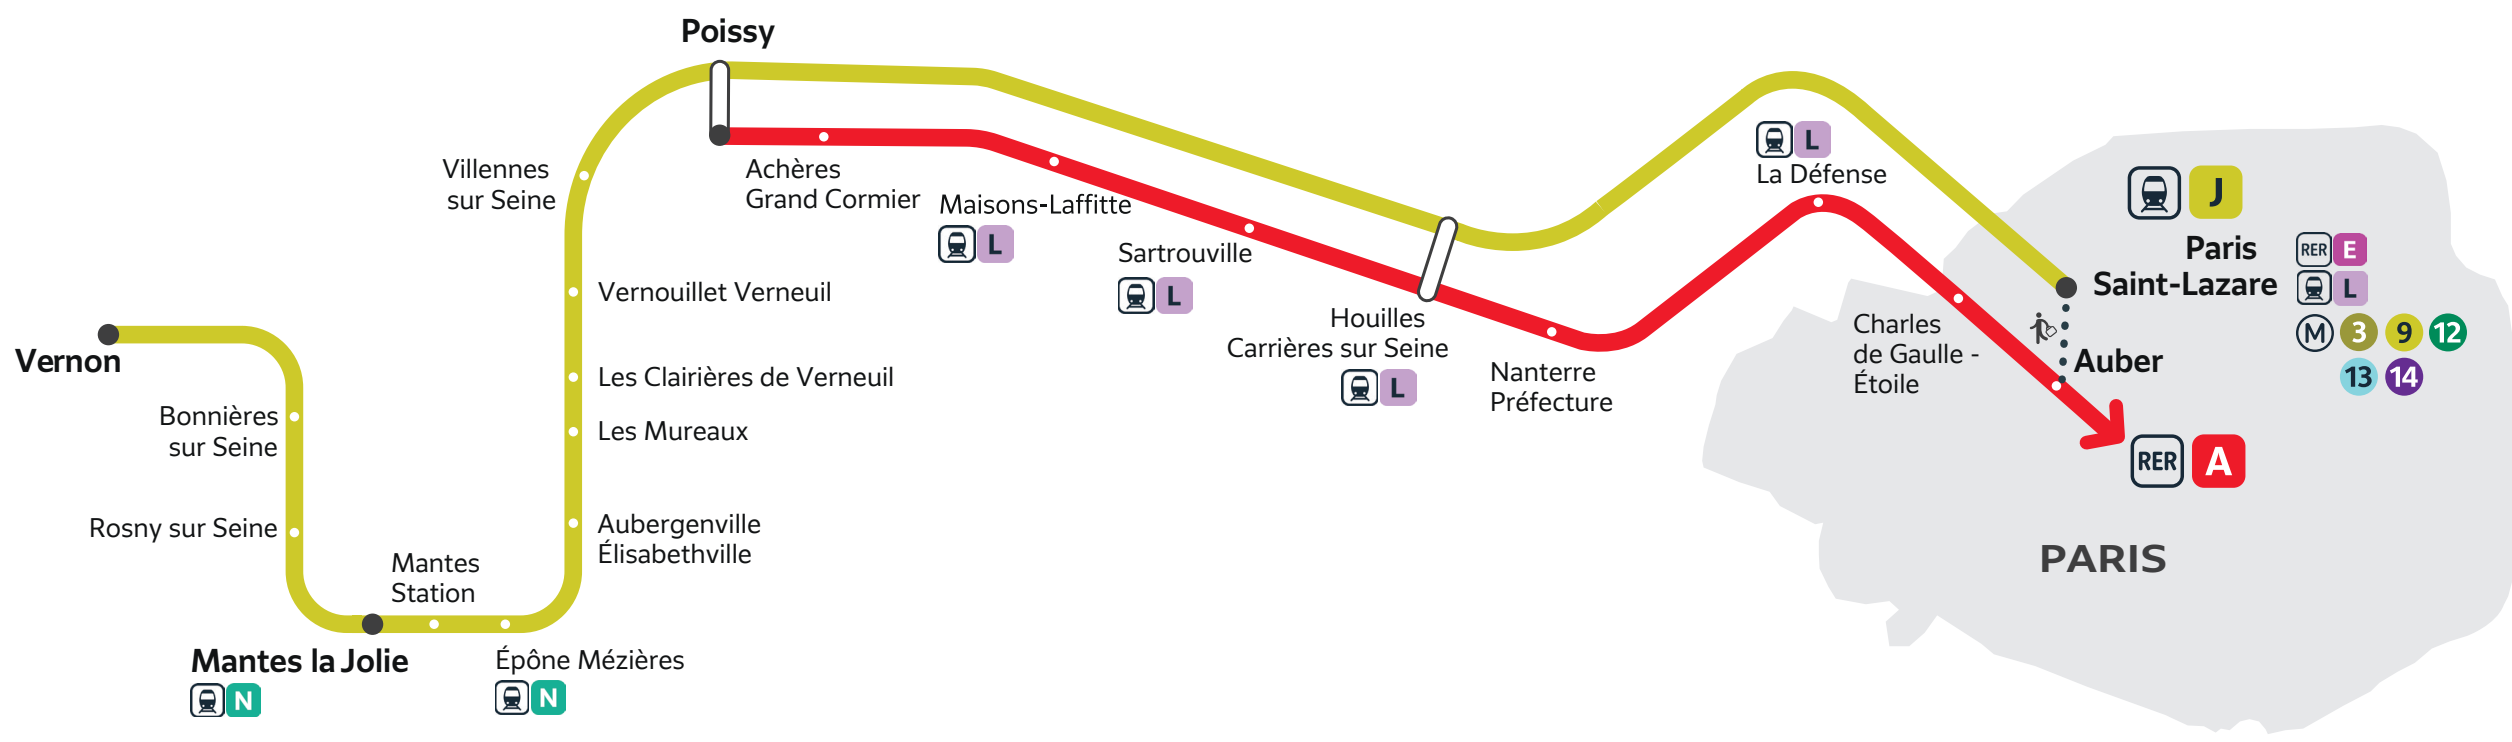 Poissy
Villennes
sur Seine
Achères
Grand Cormier
Maisons-Laffitte
L
Sartrouville
L
L
La Défense
J
Paris
Saint-Lazare
RER E
L
M 3 9 12
13 14
Vernon
Vernouillet Verneuil
Houilles
Carrières sur Seine
L
Nanterre
Préfecture
Charles
de Gaulle -
Étoile
Auber
RER A
Les Clairières de Verneuil
Les Mureaux
Bonnières
sur Seine
Rosny sur Seine
Aubergenville
Élisabethville
Mantes
Station
PARIS
Mantes la Jolie
N
Épône Mézières
N